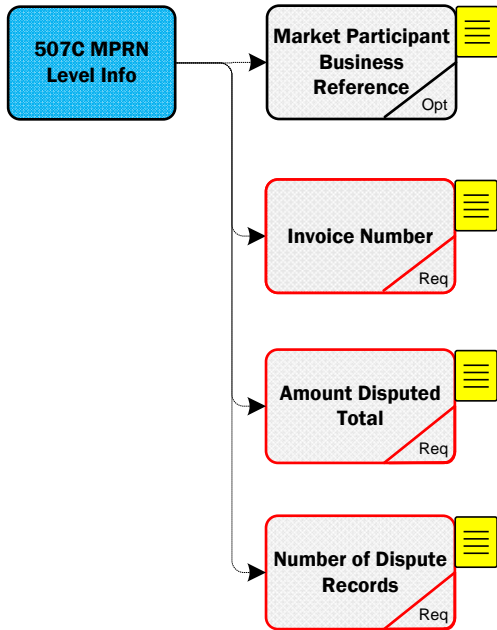 507C MPRN
Level Info
Market Participant
Business
Reference
Opt
Invoice Number
Req
Amount Disputed
Total
Req
Number of Dispute
Records
Req